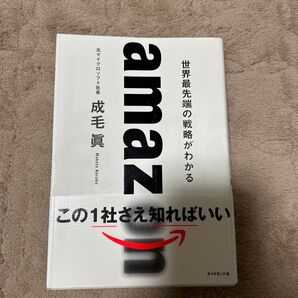 世界最先端の戦略がわかる
amazon
元マイクロソフト社長
成毛 眞
Makoto Naruke
この1社さえ知ればいい
ダイヤモンド社